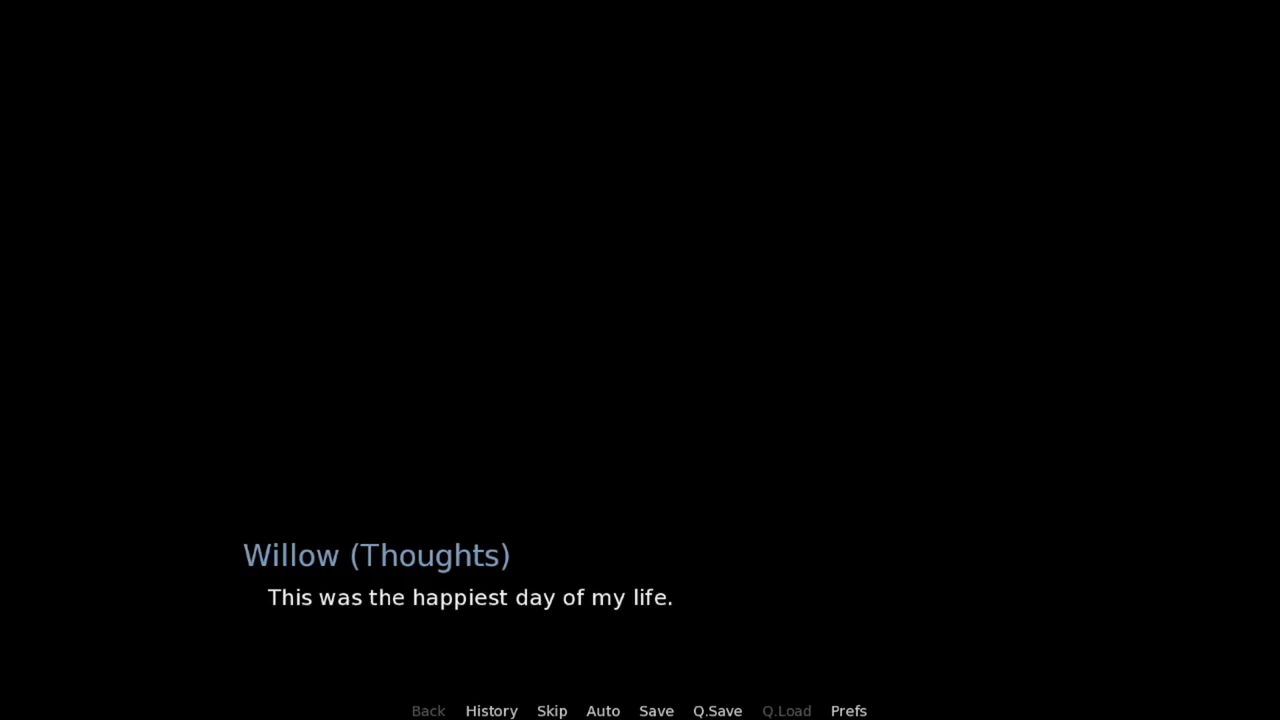 Willow (Thoughts)
This was the happiest day of my life.
Back History Skip Auto Save Q.Save Q.Load Prefs